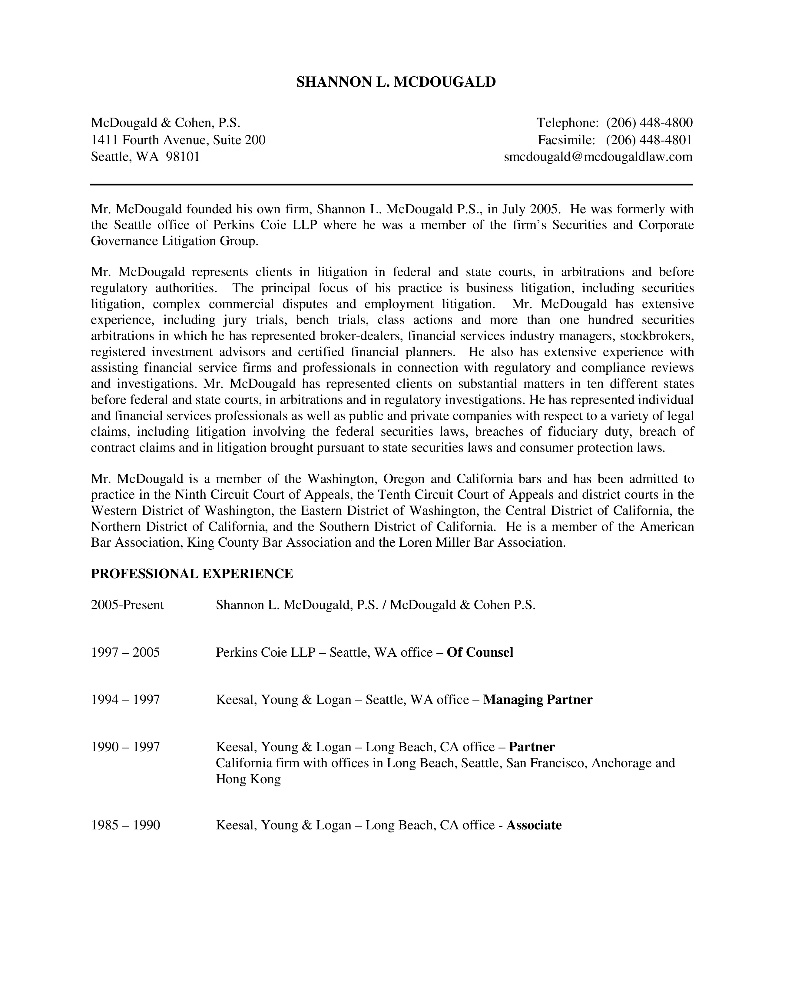 SHANNON L. MCDOUGALD
McDougald & Cohen, P.S.
1411 Fourth Avenue, Suite 200
Seattle, WA 98101
Telephone: (206) 448-4800
Facsimile: (206) 448-4801
smcdougald@mcdougaldlaw.com
Mr. McDougald founded his own firm, Shannon L. McDougald P.S., in July 2005. He was formerly with
the Seattle office of Perkins Coie LLP where he was a member of the firm's Securities and Corporate
Governance Litigation Group.
Mr. McDougald represents clients in litigation in federal and state courts, in arbitrations and before
regulatory authorities. The principal focus of his practice is business litigation, including securities
litigation, complex commercial disputes and employment litigation. Mr. McDougald has extensive
experience, including jury trials, bench trials, class actions and more than one hundred securities
arbitrations in which he has represented broker-dealers, financial services industry managers, stockbrokers,
registered investment advisors and certified financial planners. He also has extensive experience with
assisting financial service firms and professionals in connection with regulatory and compliance reviews
and investigations. Mr. McDougald has represented clients on substantial matters in ten different states
before federal and state courts, in arbitrations and in regulatory investigations. He has represented individual
and financial services professionals as well as public and private companies with respect to a variety of legal
claims, including litigation involving the federal securities laws, breaches of fiduciary duty, breach of
contract claims and in litigation brought pursuant to state securities laws and consumer protection laws.
Mr. McDougald is a member of the Washington, Oregon and California bars and has been admitted to
practice in the Ninth Circuit Court of Appeals, the Tenth Circuit Court of Appeals and district courts in the
Western District of Washington, the Eastern District of Washington, the Central District of California, the
Northern District of California, and the Southern District of California. He is a member of the American
Bar Association, King County Bar Association and the Loren Miller Bar Association.
PROFESSIONAL EXPERIENCE
2005-Present Shannon L. McDougald, P.S. / McDougald & Cohen P.S.
1997 – 2005 Perkins Coie LLP – Seattle, WA office – Of Counsel
1994 – 1997 Keesal, Young & Logan – Seattle, WA office – Managing Partner
1990 – 1997 Keesal, Young & Logan – Long Beach, CA office – Partner
California firm with offices in Long Beach, Seattle, San Francisco, Anchorage and
Hong Kong
1985 – 1990 Keesal, Young & Logan – Long Beach, CA office - Associate